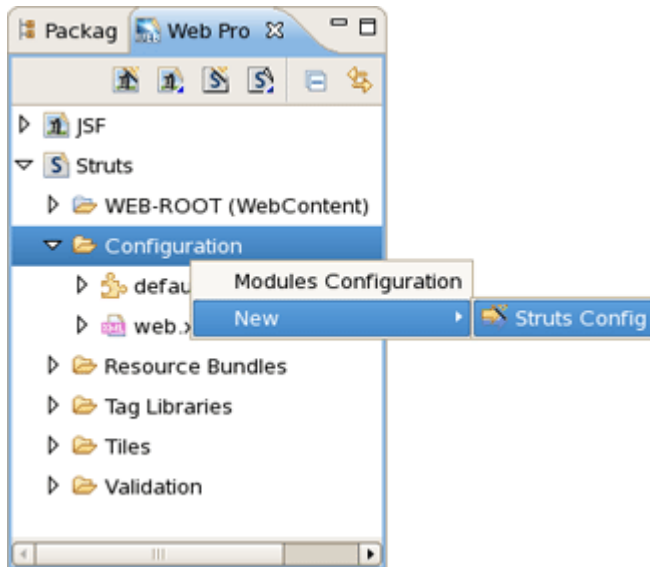 Packag Web Pro
JSF
Struts
WEB-ROOT (WebContent)
Configuration
defau
Modules Configuration
web.x
New
Struts Config
Resource Bundles
Tag Libraries
Tiles
Validation